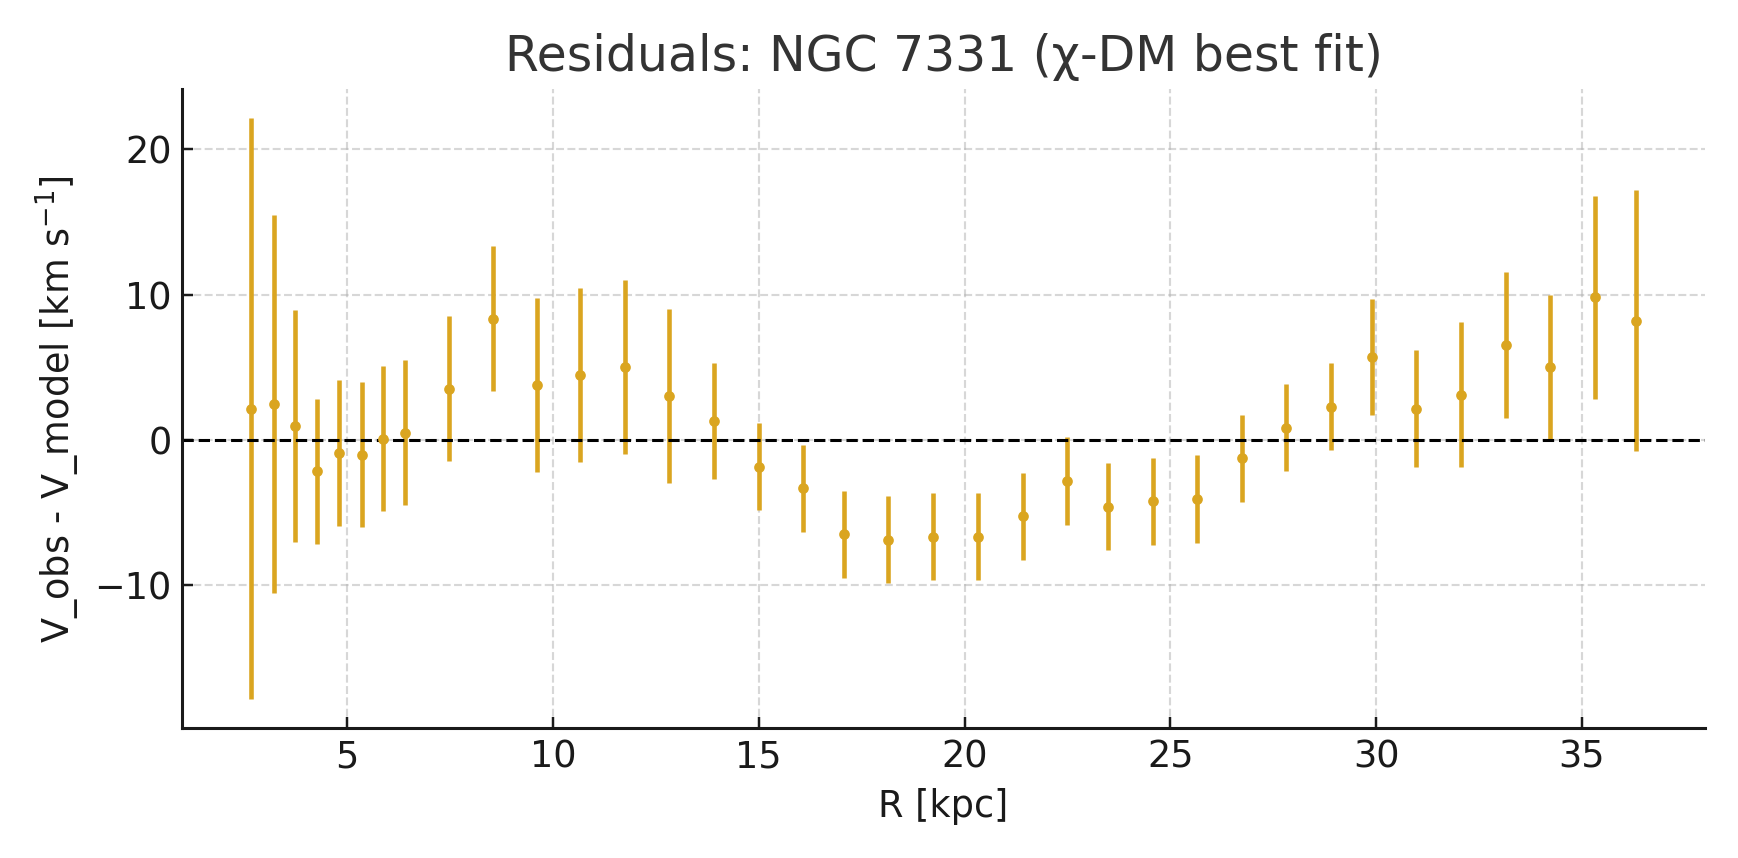 Residuals: NGC 7331 (χ-DM best fit)
V_obs - V_model [km s⁻¹]
20
10
0
−10
5 10 15 20 25 30 35
R [kpc]